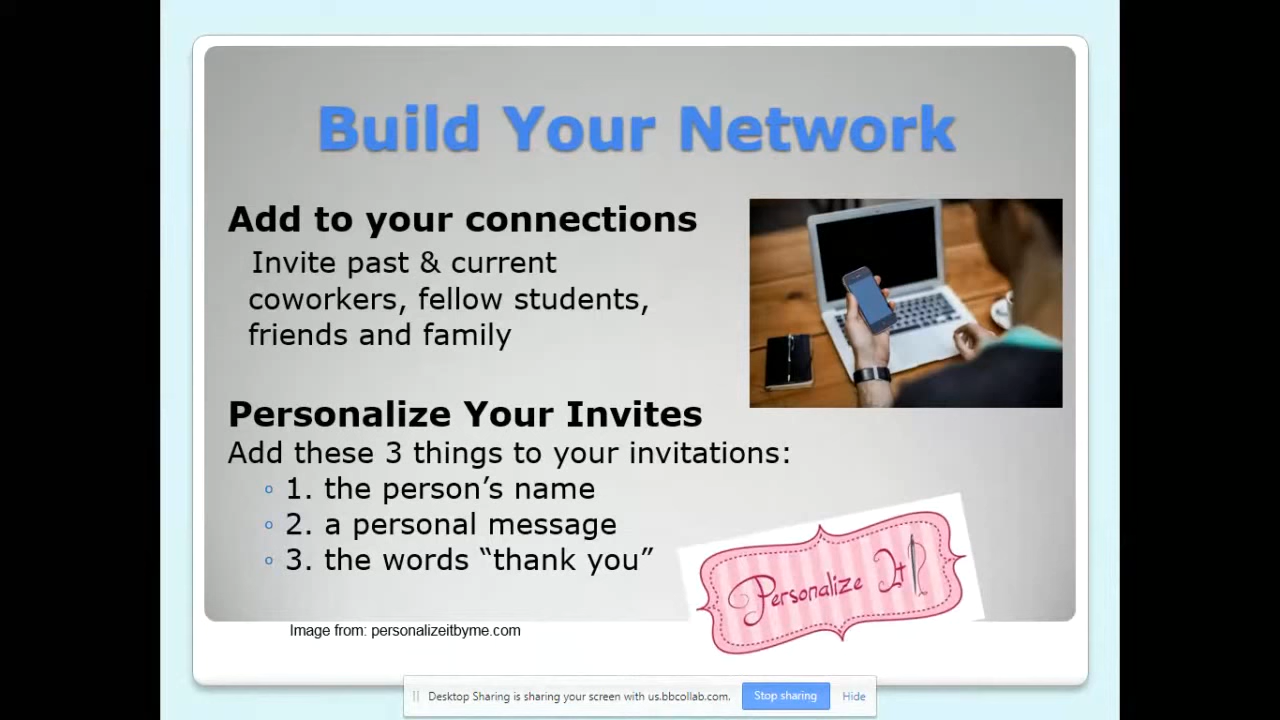 Build Your Network
Add to your connections
Invite past & current
coworkers, fellow students,
friends and family
Personalize Your Invites
Add these 3 things to your invitations:
1. the person’s name
2. a personal message
3. the words “thank you”
Personalize It
Image from: personalizeitbyme.com
Desktop Sharing is sharing your screen with us.bbcollab.com.
Stop sharing
Hide